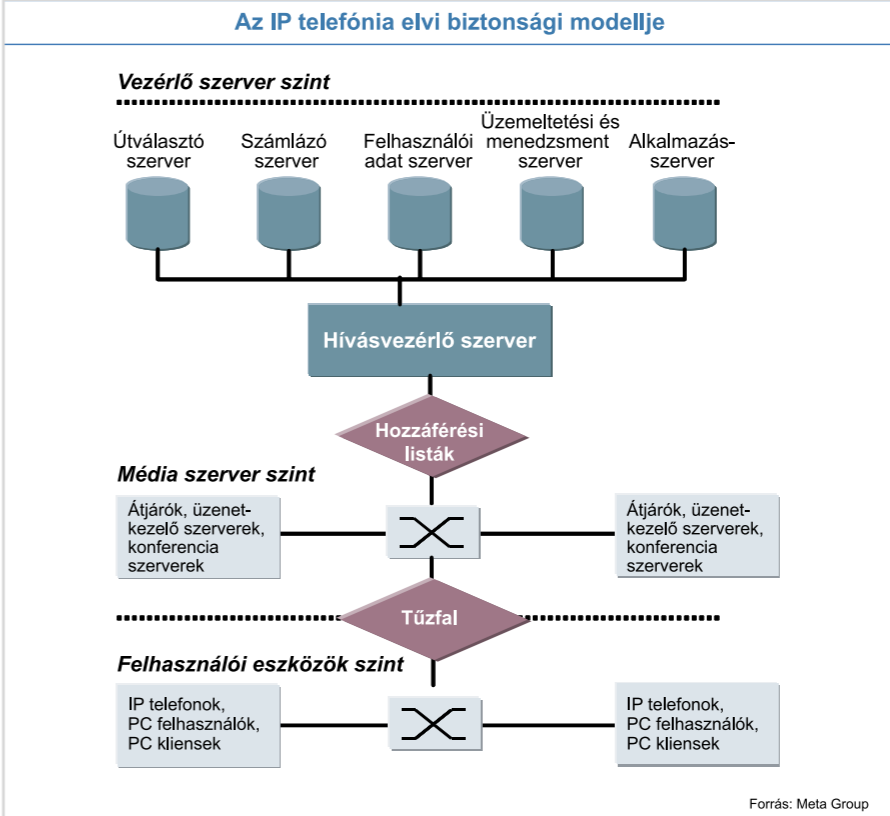 Az IP telefónia elvi biztonsági modellje
Vezérlő szerver szint
Útválasztó
szerver
Számlázó
szerver
Felhasználói
adat szerver
Üzemeltetési és
menedzsment
szerver
Alkalmazás-
szerver
Hívásvezérlő szerver
Hozzáférési
listák
Média szerver szint
Átjárók, üzenet-
kezelő szerverek,
konferencia
szerverek
Átjárók, üzenet-
kezelő szerverek,
konferencia
szerverek
Tűzfal
Felhasználói eszközök szint
IP telefonok,
PC felhasználók,
PC kliensek
IP telefonok,
PC felhasználók,
PC kliensek
Forrás: Meta Group